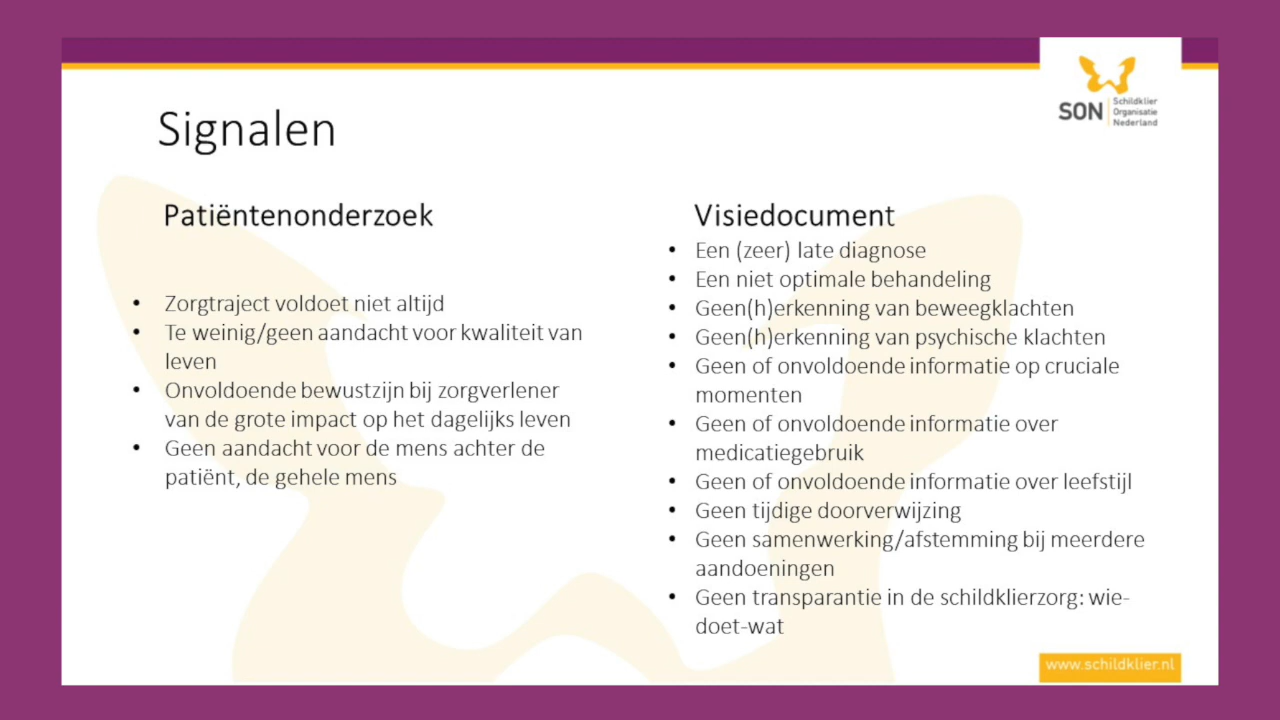 SON
Schildklier
Organisatie
Nederland
Signalen
Patiëntenonderzoek
• Zorgtraject voldoet niet altijd
• Te weinig/geen aandacht voor kwaliteit van
leven
• Onvoldoende bewustzijn bij zorgverlener
van de grote impact op het dagelijks leven
• Geen aandacht voor de mens achter de
patiënt, de gehele mens
Visiedocument
• Een (zeer) late diagnose
• Een niet optimale behandeling
• Geen(h)erkenning van beweegklachten
• Geen(h)erkenning van psychische klachten
• Geen of onvoldoende informatie op cruciale
momenten
• Geen of onvoldoende informatie over
medicatiegebruik
• Geen of onvoldoende informatie over leefstijl
• Geen tijdige doorverwijzing
• Geen samenwerking/afstemming bij meerdere
aandoeningen
• Geen transparantie in de schildklierzorg: wie-
doet-wat
www.schildklier.nl